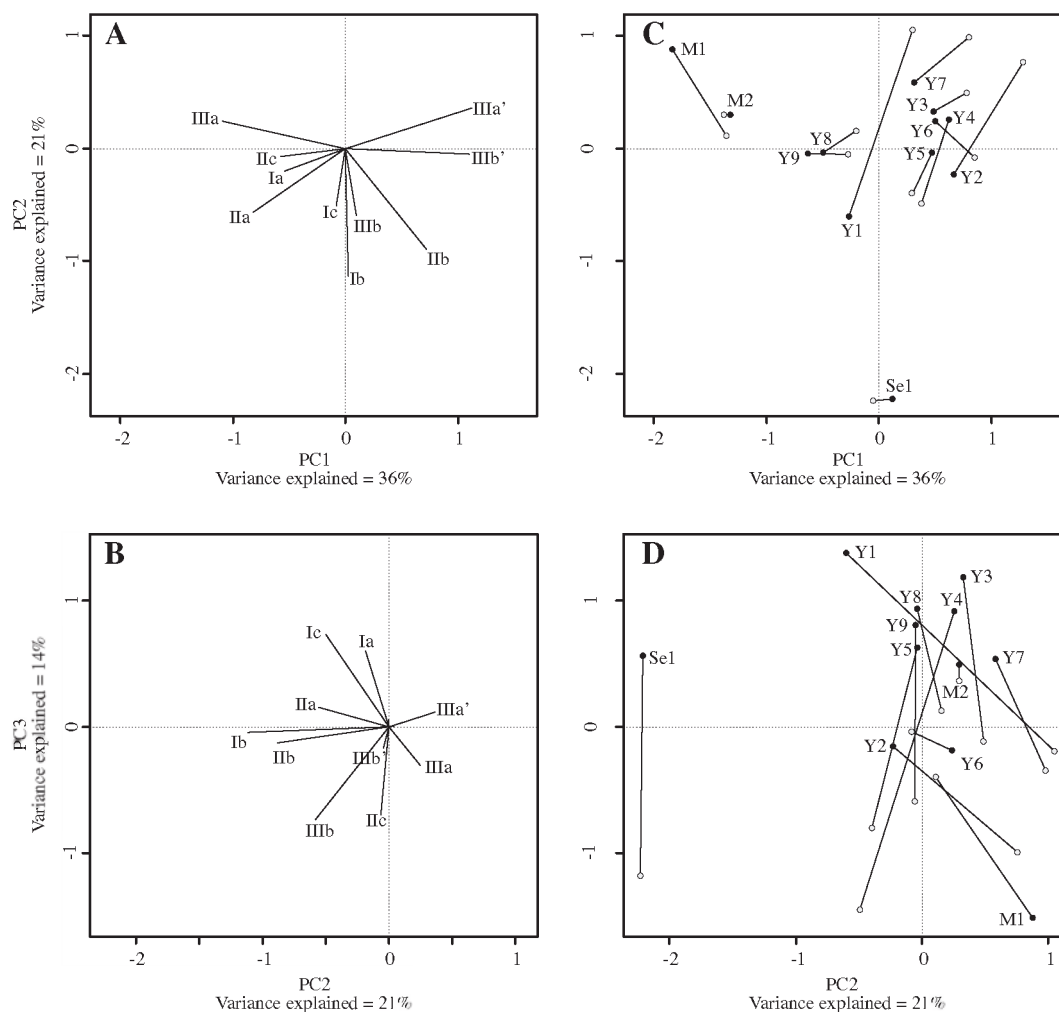 A
1
0
-1
-2
PC2
Variance explained = 21%
IIIa
IIIa'
IIc
Ia
IIIb'
IIa
Ic
IIIb
IIb
Ib
-2
-1
0
1
PC1
Variance explained = 36%
C
1
0
-1
-2
M1
M2
Y7
Y3
Y4
Y6
Y8
Y9
Y5
Y2
Y1
Se1
-2
-1
0
1
PC1
Variance explained = 36%
B
1
0
-1
PC3
Variance explained = 14%
Ic
Ia
IIa
IIIa'
Ib
IIb
IIIb'
IIIa
IIIb
IIc
-2
-1
0
1
PC2
Variance explained = 21%
D
1
0
-1
Y1
Y3
Y8
Y4
Y9
Y5
Se1
Y7
M2
Y2
Y6
M1
-2
-1
0
1
PC2
Variance explained = 21%